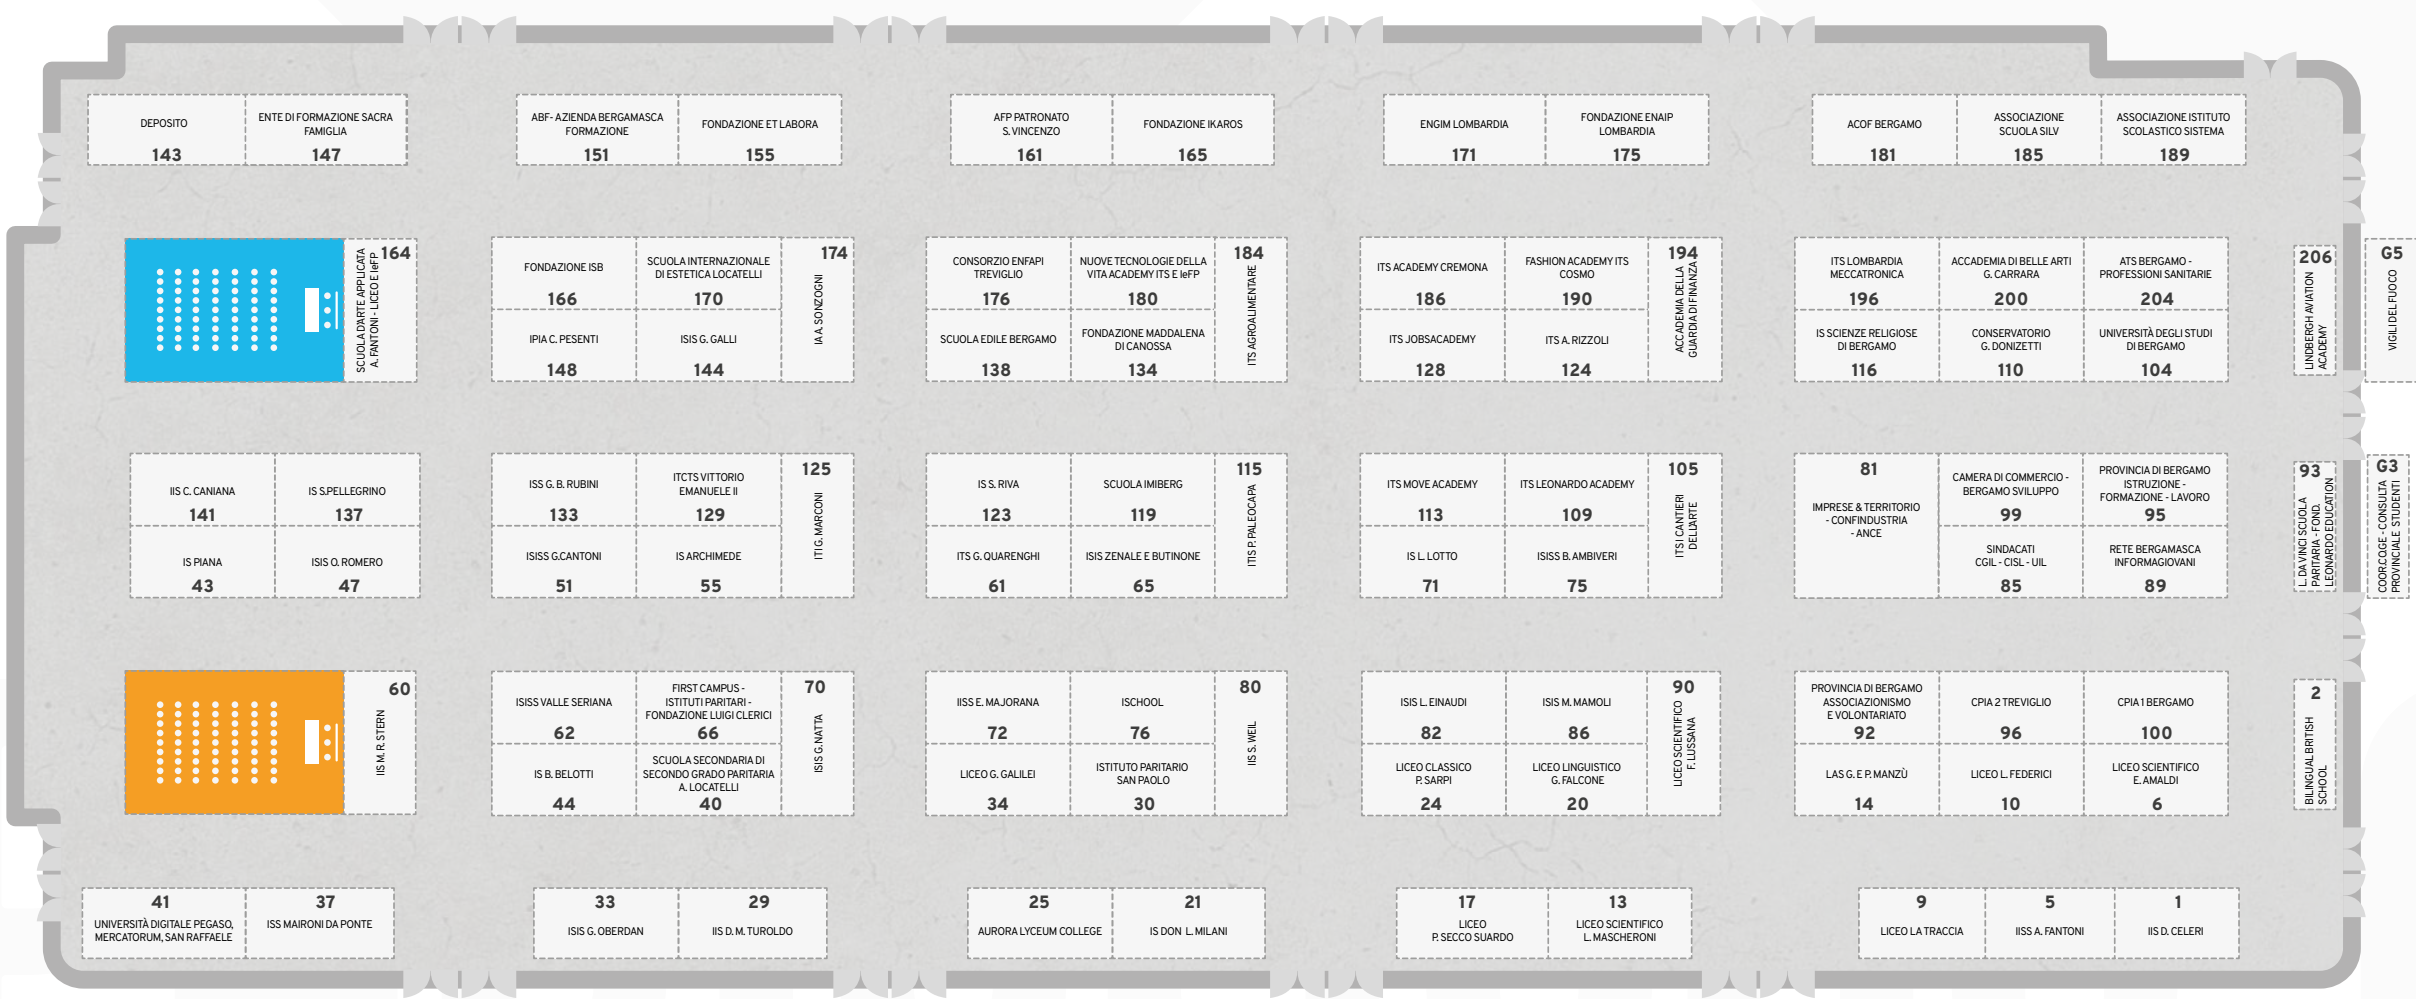 DEPOSITO
143
ENTE DI FORMAZIONE SACRA
FAMIGLIA
147
ABF- AZIENDA BERGAMASCA
FORMAZIONE
151
FONDAZIONE ET LABORA
155
AFP PATRONATO
S. VINCENZO
161
FONDAZIONE IKAROS
165
ENGIM LOMBARDIA
171
FONDAZIONE ENAIP
LOMBARDIA
175
ACOF BERGAMO
181
ASSOCIAZIONE
SCUOLA SILV
185
ASSOCIAZIONE ISTITUTO
SCOLASTICO SISTEMA
189
164
SCUOLA D'ARTE APPLICATA
A. FANTONI - LICEO E IeFP
FONDAZIONE ISB
166
SCUOLA INTERNAZIONALE
DI ESTETICA LOCATELLI
170
174
IA A. SONZOGNI
IPIA C. PESENTI
148
ISIS G. GALLI
144
CONSORZIO ENFAPI
TREVIGLIO
176
NUOVE TECNOLOGIE DELLA
VITA ACADEMY ITS E IeFP
180
184
ITS AGROALIMENTARE
SCUOLA EDILE BERGAMO
138
FONDAZIONE MADDALENA
DI CANOSSA
134
ITS ACADEMY CREMONA
186
FASHION ACADEMY ITS
COSMO
190
194
ACCADEMIA DELLA
GUARDIA DI FINANZA
ITS JOBSACADEMY
128
ITS A. RIZZOLI
124
ITS LOMBARDIA
MECCATRONICA
196
ACCADEMIA DI BELLE ARTI
G. CARRARA
200
ATS BERGAMO -
PROFESSIONI SANITARIE
204
IS SCIENZE RELIGIOSE
DI BERGAMO
116
CONSERVATORIO
G. DONIZETTI
110
UNIVERSITÀ DEGLI STUDI
DI BERGAMO
104
206
LINDBERGH AVIATION
ACADEMY
G5
VIGILI DEL FUOCO
IIS C. CANIANA
141
IS S.PELLEGRINO
137
IS PIANA
43
ISIS O. ROMERO
47
ISS G. B. RUBINI
133
ITCTS VITTORIO
EMANUELE II
129
125
ITI G. MARCONI
ISISS G.CANTONI
51
IS ARCHIMEDE
55
IS S. RIVA
123
SCUOLA IMIBERG
119
115
ITIS P. PALEOCAPA
ITS G. QUARENGHI
61
ISIS ZENALE E BUTINONE
65
ITS MOVE ACADEMY
113
ITS LEONARDO ACADEMY
109
105
ITS I CANTIERI
DELL'ARTE
IS L. LOTTO
71
ISISS B. AMBIVERI
75
81
IMPRESE & TERRITORIO
- CONFINDUSTRIA
- ANCE
CAMERA DI COMMERCIO -
BERGAMO SVILUPPO
99
PROVINCIA DI BERGAMO
ISTRUZIONE -
FORMAZIONE - LAVORO
95
SINDACATI
CGIL - CISL - UIL
85
RETE BERGAMASCA
INFORMAGIOVANI
89
93
L. DA VINCI SCUOLA
PARITARIA - FOND.
LEONARDO EDUCATION
G3
COOR.CO.GE - CONSULTA
PROVINCIALE STUDENTI
60
IIS M. R. STERN
ISISS VALLE SERIANA
62
FIRST CAMPUS -
ISTITUTI PARITARI -
FONDAZIONE LUIGI CLERICI
66
70
ISIS G. NATTA
IS B. BELOTTI
44
SCUOLA SECONDARIA DI
SECONDO GRADO PARITARIA
A. LOCATELLI
40
IISS E. MAJORANA
72
ISCHOOL
76
80
IIS S. WEIL
LICEO G. GALILEI
34
ISTITUTO PARITARIO
SAN PAOLO
30
ISIS L. EINAUDI
82
ISIS M. MAMOLI
86
90
LICEO SCIENTIFICO
F. LUSSANA
LICEO CLASSICO
P. SARPI
24
LICEO LINGUISTICO
G. FALCONE
20
PROVINCIA DI BERGAMO
ASSOCIAZIONISMO
E VOLONTARIATO
92
CPIA 2 TREVIGLIO
96
CPIA 1 BERGAMO
100
LAS G. E P. MANZÙ
14
LICEO L. FEDERICI
10
LICEO SCIENTIFICO
E. AMALDI
6
2
BILINGUAL BRITISH
SCHOOL
41
UNIVERSITÀ DIGITALE PEGASO,
MERCATORUM, SAN RAFFAELE
37
ISS MAIRONI DA PONTE
33
ISIS G. OBERDAN
29
IIS D. M. TUROLDO
25
AURORA LYCEUM COLLEGE
21
IS DON L. MILANI
17
LICEO
P. SECCO SUARDO
13
LICEO SCIENTIFICO
L. MASCHERONI
9
LICEO LA TRACCIA
5
IISS A. FANTONI
1
IIS D. CELERI